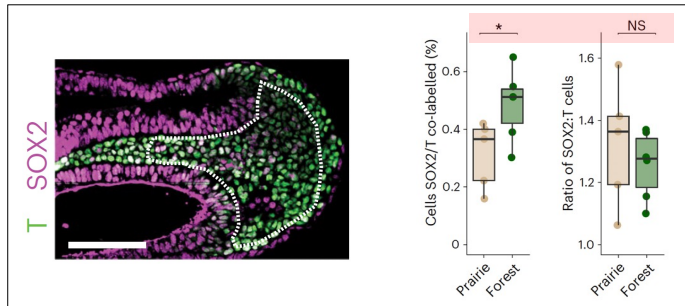 T SOX2
Cells SOX2/T co-labelled (%)
0.6
0.4
0.2
0
*
Prairie
Forest
Ratio of SOX2:T cells
1.6
1.4
1.2
1.0
NS
Prairie
Forest